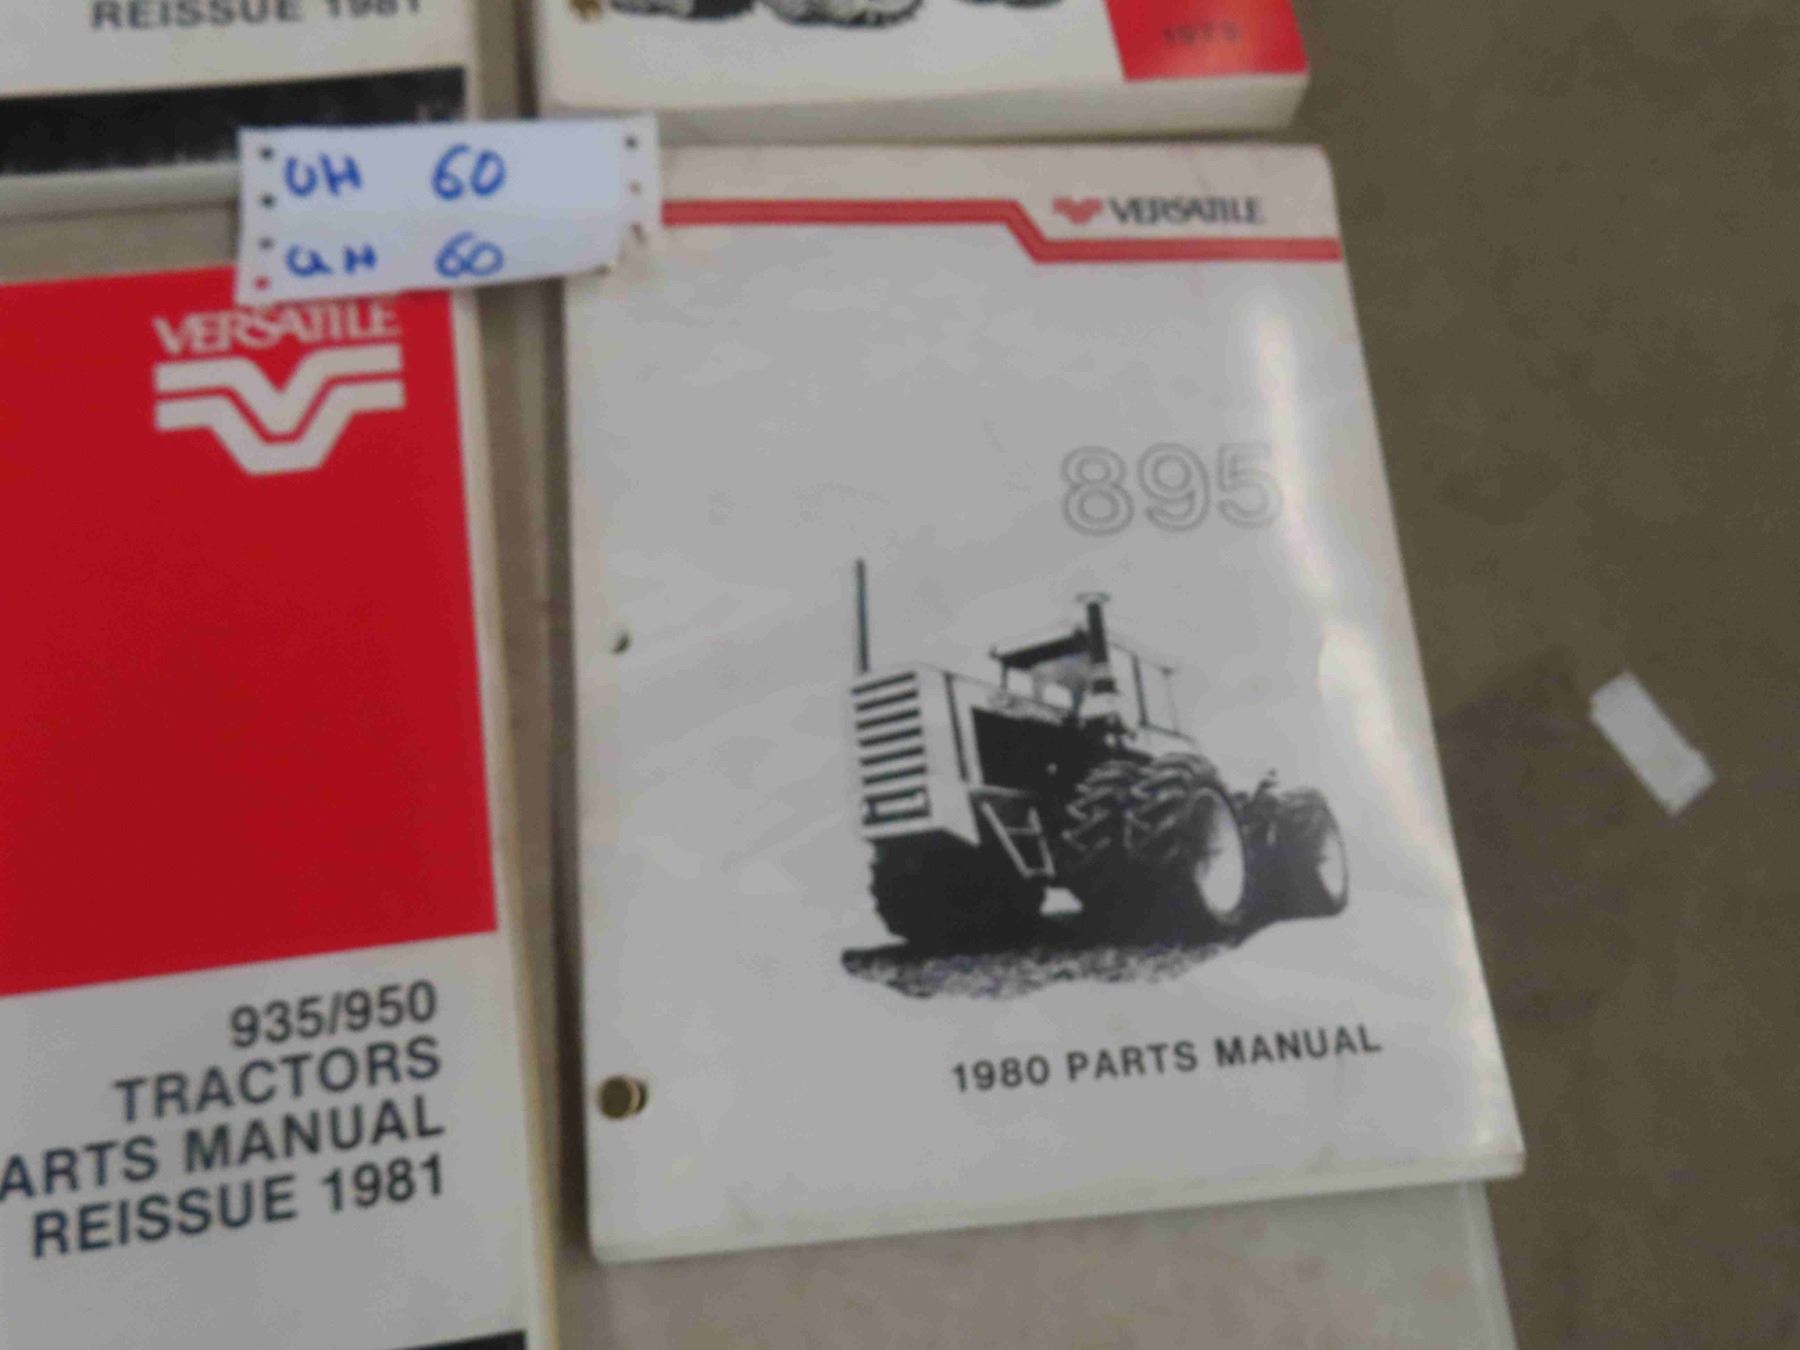 REISSUE 1981
1973
UH 60
UH 60
VERSATILE
935/950
TRACTORS
ARTS MANUAL
REISSUE 1981
VERSATILE
895
1980 PARTS MANUAL